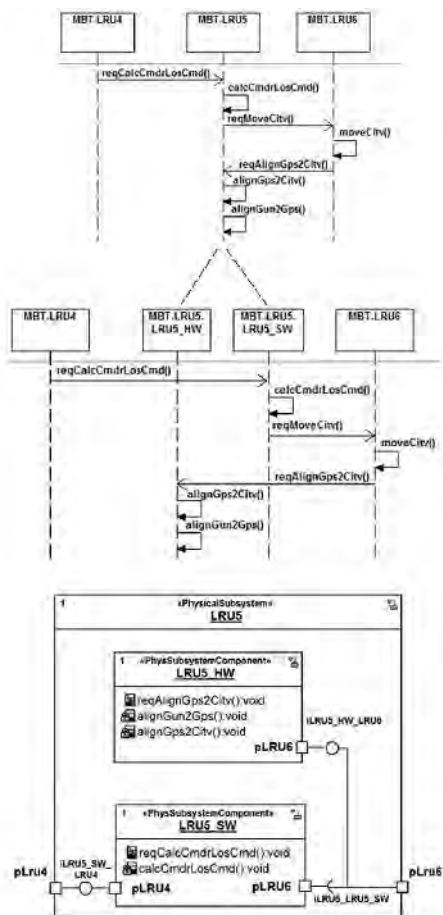 MBT.LRU4
MBT.LRU5
MBT.LRU6
reqCalcCmdrLosCmd()
calcCmdrLosCmd()
reqMoveCitv()
moveCitv()
reqAlignGps2Citv()
alignGps2Citv()
alignGun2Gps()
MBT.LRU4
MBT.LRU5.
LRU5_HW
MBT.LRU5.
LRU5_SW
MBT.LRU6
reqCalcCmdrLosCmd()
calcCmdrLosCmd()
reqMoveCitv()
moveCitv()
reqAlignGps2Citv()
alignGps2Citv()
alignGun2Gps()
1 «PhysicalSubsystem»
LRU5
1 «PhysSubsystemComponent»
LRU5_HW
reqAlignGps2Citv():void
alignGun2Gps():void
alignGps2Citv():void
pLRU6
iLRU5_HW_LRU6
1 «PhysSubsystemComponent»
LRU5_SW
reqCalcCmdrLosCmd():void
calcCmdrLosCmd():void
pLru4
iLRU5_SW_
LRU4
pLRU4
pLRU6
pLru6
iLRU6_LRU5_SW